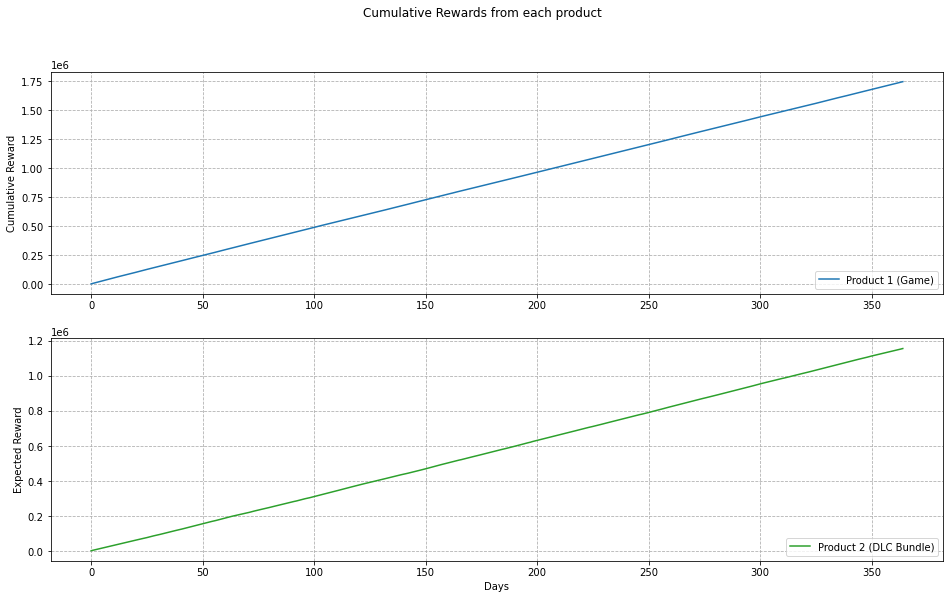 Cumulative Rewards from each product
1e6
1.75
1.50
1.25
1.00
0.75
0.50
0.25
0.00
Cumulative Reward
Product 1 (Game)
0 50 100 150 200 250 300 350
1e6
1.2
1.0
0.8
0.6
0.4
0.2
0.0
Expected Reward
Product 2 (DLC Bundle)
0 50 100 150 200 250 300 350
Days